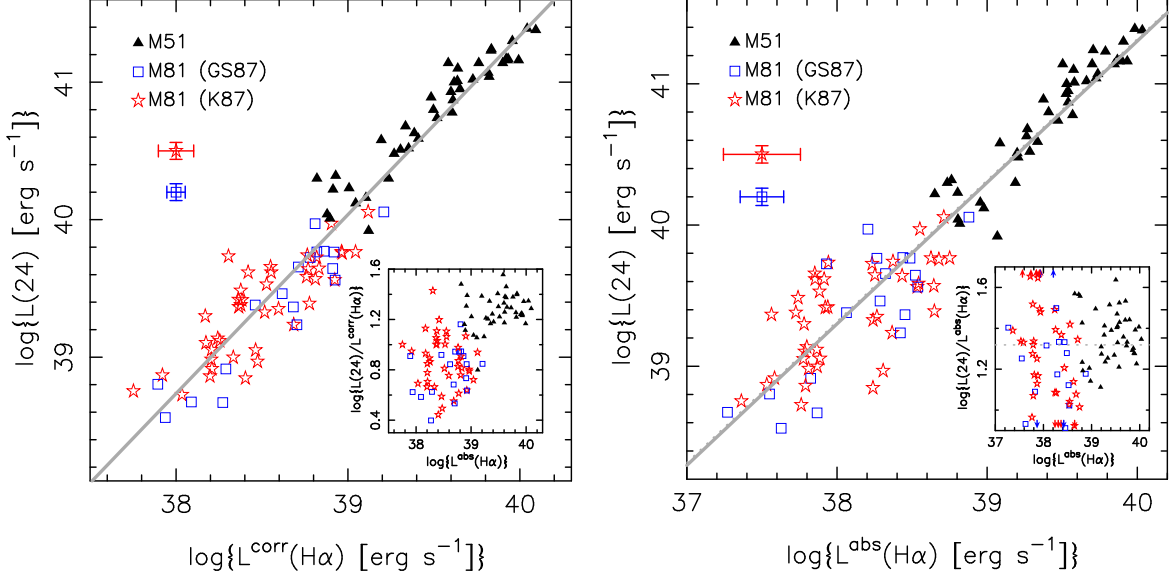 M51
M81 (GS87)
M81 (K87)
log{L(24) [erg s⁻¹]}
41
40
39
38
39
40
log{L^corr(Hα) [erg s⁻¹]}
log{L(24)/L^corr(Hα)}
1.6
1.2
0.8
0.4
38
39
40
log{L^abs(Hα)}
M51
M81 (GS87)
M81 (K87)
log{L(24) [erg s⁻¹]}
41
40
39
37
38
39
40
log{L^abs(Hα) [erg s⁻¹]}
log{L(24)/L^abs(Hα)}
1.6
1.2
37
38
39
40
log{L^abs(Hα)}